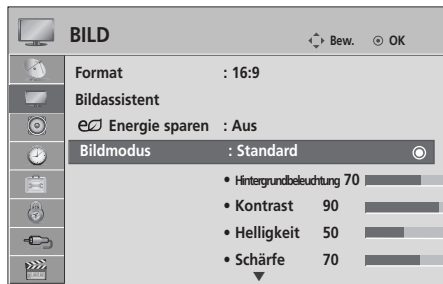 BILD
Bew. OK
Format : 16:9
Bildassistent
Energie sparen : Aus
Bildmodus : Standard
• Hintergrundbeleuchtung 70
• Kontrast 90
• Helligkeit 50
• Schärfe 70